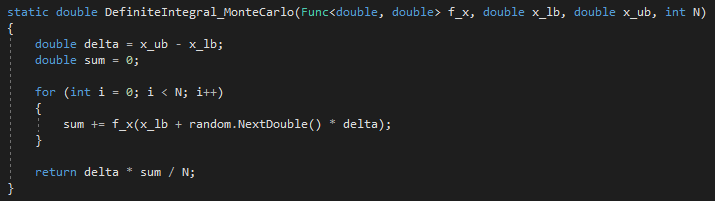 static double DefiniteIntegral_MonteCarlo(Func<double, double> f_x, double x_lb, double x_ub, int N)
{
    double delta = x_ub - x_lb;
    double sum = 0;

    for (int i = 0; i < N; i++)
    {
        sum += f_x(x_lb + random.NextDouble() * delta);
    }

    return delta * sum / N;
}